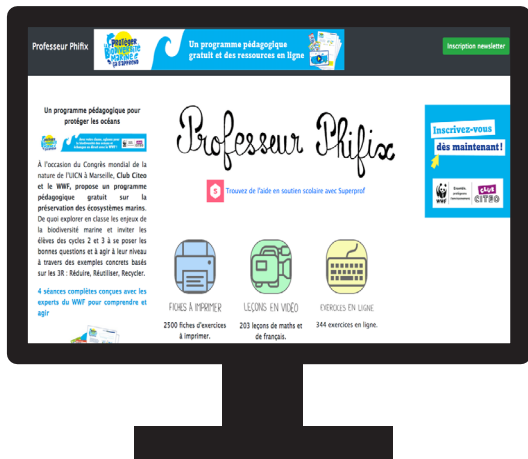 Professeur Phifix
PROTÉGER
LA
BIODIVERSITÉ
MARINE
ÇA S'APPREND
Un programme pédagogique
gratuit et des ressources en ligne
Inscription newsletter
Un programme pédagogique pour
protéger les océans
À l'occasion du Congrès mondial de la
nature de l'UICN à Marseille, Club Citeo
et le WWF, propose un programme
pédagogique gratuit sur la
préservation des écosystèmes marins.
De quoi explorer en classe les enjeux de
la biodiversité marine et inviter les
élèves des cycles 2 et 3 à se poser les
bonnes questions et à agir à leur niveau
à travers des exemples concrets basés
sur les 3R : Réduire, Réutiliser, Recycler.
4 séances complètes conçues avec les
experts du WWF pour comprendre et
agir
Professeur Phifix
Trouvez de l'aide en soutien scolaire avec Superprof
FICHES À IMPRIMER
2500 fiches d'exercices
à imprimer.
LEÇONS EN VIDÉO
203 leçons de maths et
de français.
EXERCICES EN LIGNE
344 exercices en ligne.
Inscrivez-vous
dès maintenant!
WWF
CLUB
CITEO